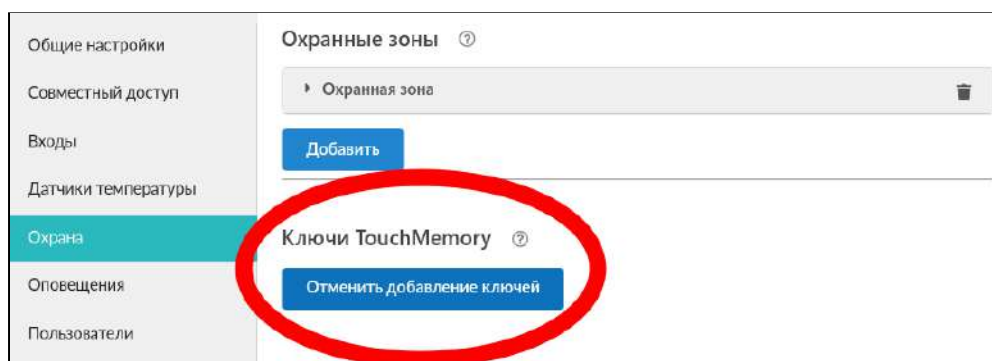 Общие настройки
Совместный доступ
Входы
Датчики температуры
Охрана
Оповещения
Пользователи
Охранные зоны ?
Охранная зона
Добавить
Ключи TouchMemory ?
Отменить добавление ключей